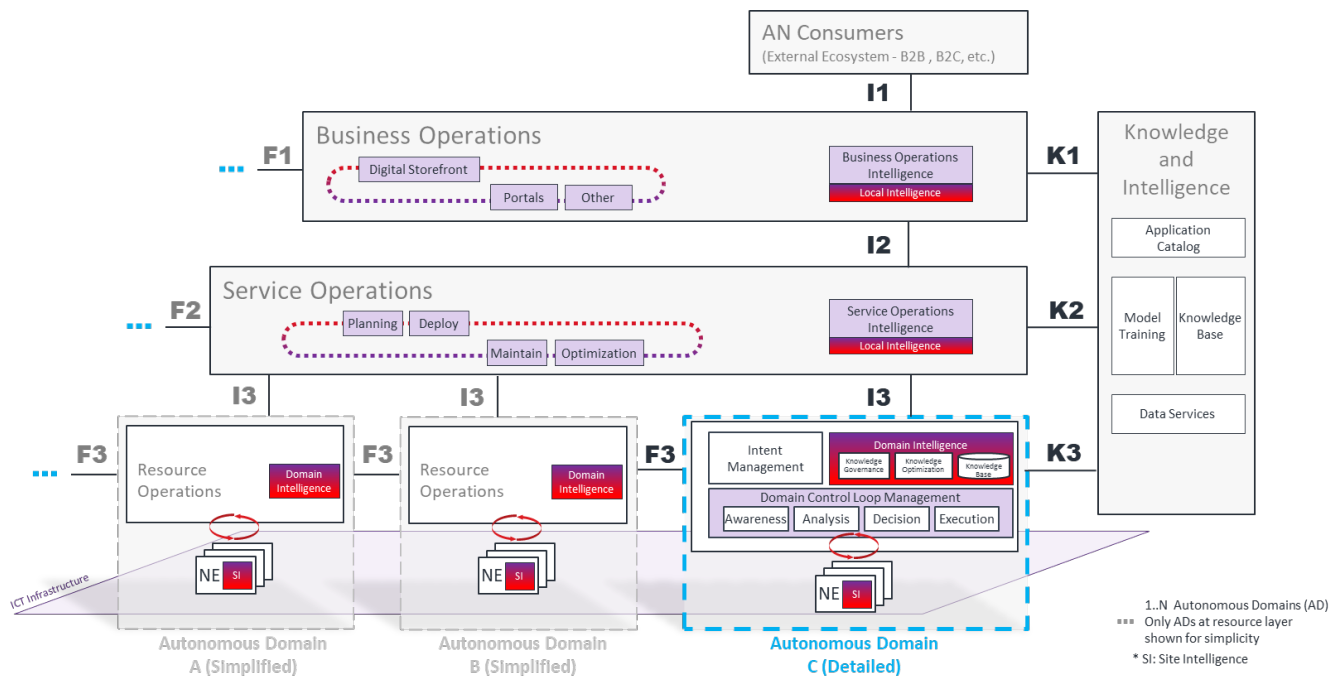 AN Consumers
(External Ecosystem - B2B , B2C, etc.)
I1
Business Operations
F1
Digital Storefront
Portals
Other
Business Operations
Intelligence
Local Intelligence
K1
Knowledge
and
Intelligence
Application
Catalog
Model
Training
Knowledge
Base
Data Services
I2
Service Operations
F2
Planning
Deploy
Maintain
Optimization
Service Operations
Intelligence
Local Intelligence
K2
I3
I3
I3
F3
Resource
Operations
Domain
Intelligence
F3
Resource
Operations
Domain
Intelligence
F3
Intent
Management
Domain Intelligence
Knowledge
Governance
Knowledge
Optimization
Knowledge
Base
Domain Control Loop Management
Awareness
Analysis
Decision
Execution
K3
NE
SI
NE
SI
NE
SI
ICT Infrastructure
Autonomous Domain
A (Simplified)
Autonomous Domain
B (Simplified)
Autonomous Domain
C (Detailed)
1..N Autonomous Domains (AD)
Only ADs at resource layer
shown for simplicity
* SI: Site Intelligence